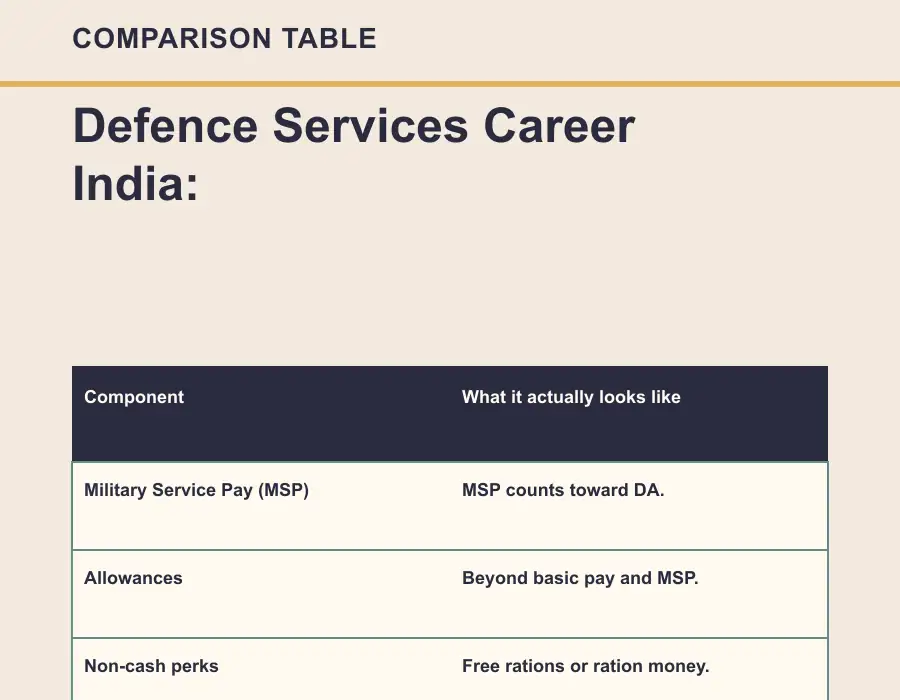 COMPARISON TABLE
Defence Services Career
India:
Component What it actually looks like
Military Service Pay (MSP) MSP counts toward DA.
Allowances Beyond basic pay and MSP.
Non-cash perks Free rations or ration money.